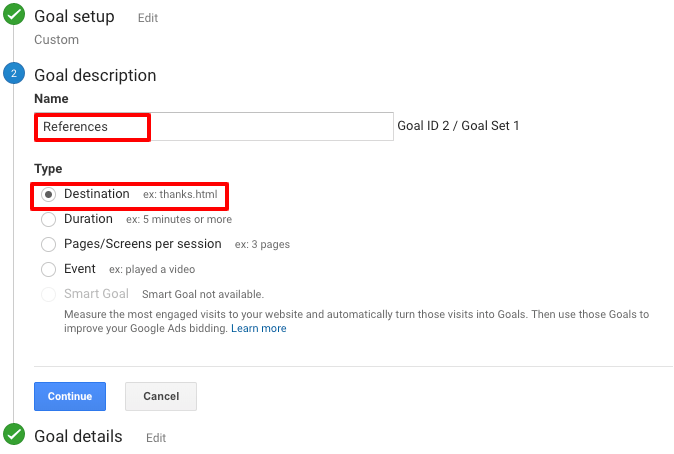 Goal setup Edit
Custom
2 Goal description
Name
References Goal ID 2 / Goal Set 1
Type
Destination ex: thanks.html
Duration ex: 5 minutes or more
Pages/Screens per session ex: 3 pages
Event ex: played a video
Smart Goal Smart Goal not available.
Measure the most engaged visits to your website and automatically turn those visits into Goals. Then use those Goals to
improve your Google Ads bidding. Learn more
Continue Cancel
Goal details Edit